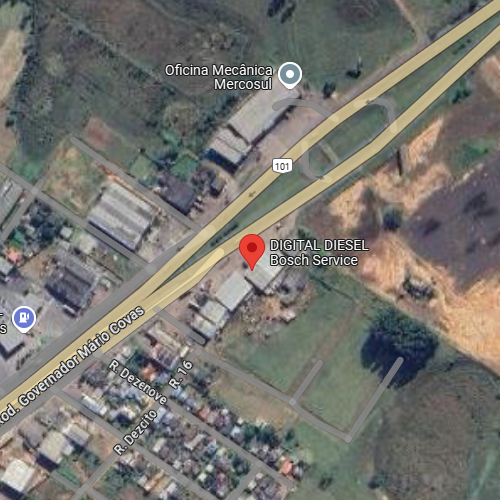 Oficina Mecânica
Mercosul
101
DIGITAL DIESEL
Bosch Service
s
Rod. Governador Mário Covas
R. Dezenove
R. 16
R. Dezoito